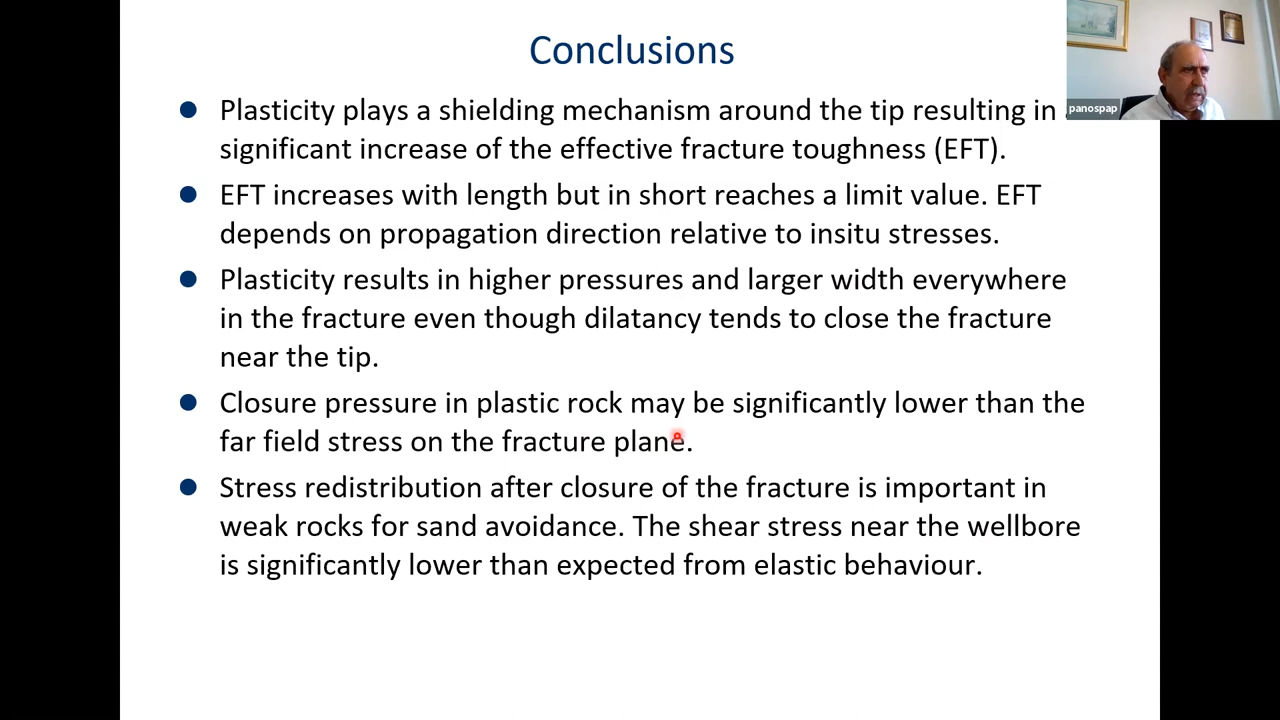 Conclusions
Plasticity plays a shielding mechanism around the tip resulting in
significant increase of the effective fracture toughness (EFT).
EFT increases with length but in short reaches a limit value. EFT
depends on propagation direction relative to insitu stresses.
Plasticity results in higher pressures and larger width everywhere
in the fracture even though dilatancy tends to close the fracture
near the tip.
Closure pressure in plastic rock may be significantly lower than the
far field stress on the fracture plane.
Stress redistribution after closure of the fracture is important in
weak rocks for sand avoidance. The shear stress near the wellbore
is significantly lower than expected from elastic behaviour.
panospap